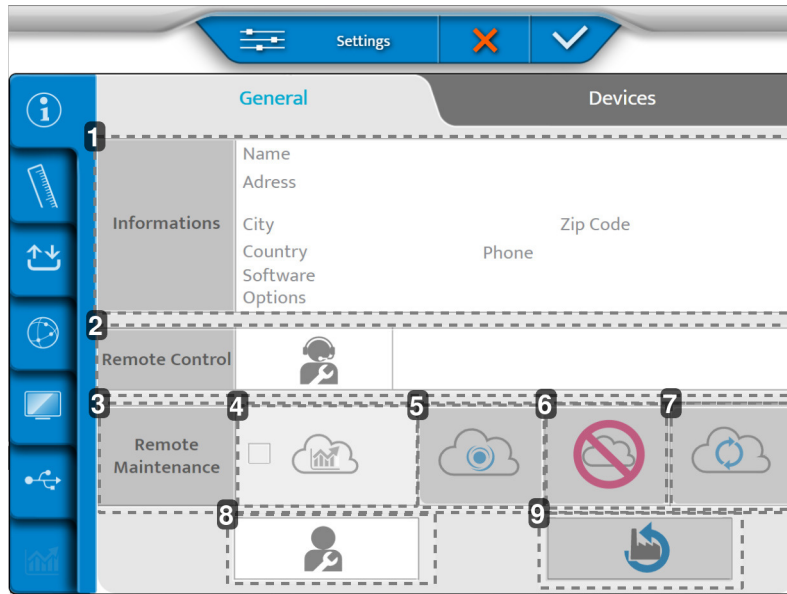 Settings
General
Devices
1
Name
Adress
Informations
City
Zip Code
Country
Phone
Software
Options
2
Remote Control
3
4
5
6
7
Remote
Maintenance
8
9